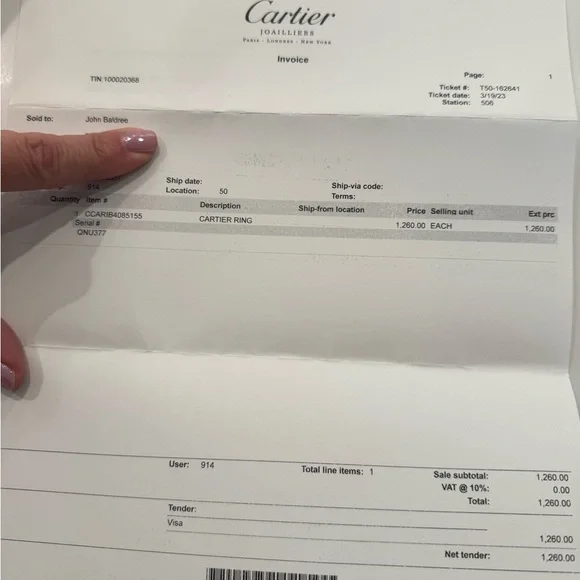 Cartier
JOAILLIERS
PARIS - LONDRES - NEW YORK
Invoice
TIN 100020368
Page: 1
Ticket #: T50-162641
Ticket date: 3/19/23
Station: 506
Sold to: John Baldree
Ship date:
914 Location: 50 Ship-via code:
Terms:
Quantity Item # Description Ship-from location Price Selling unit Ext prc
1 CCARIB4085155 CARTIER RING 1,260.00 EACH 1,260.00
Serial #
QNU377
User: 914 Total line items: 1 Sale subtotal: 1,260.00
VAT @ 10%: 0.00
Total: 1,260.00
Tender:
Visa 1,260.00
Net tender: 1,260.00